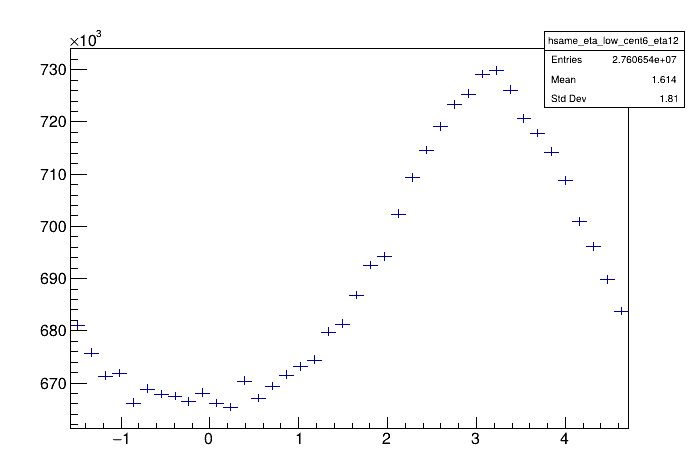 ×10³
hsame_eta_low_cent6_eta12
Entries 2.760654e+07
Mean 1.614
Std Dev 1.81
730
720
710
700
690
680
670
−1 0 1 2 3 4